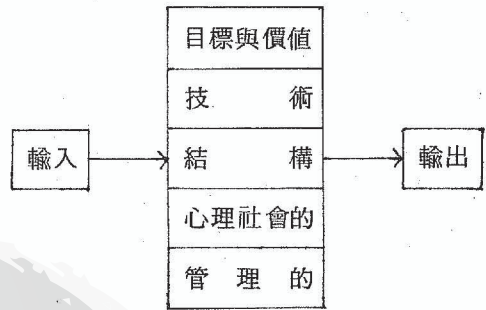 目標與價值
技術
輸入
結構
輸出
心理社會的
管理的